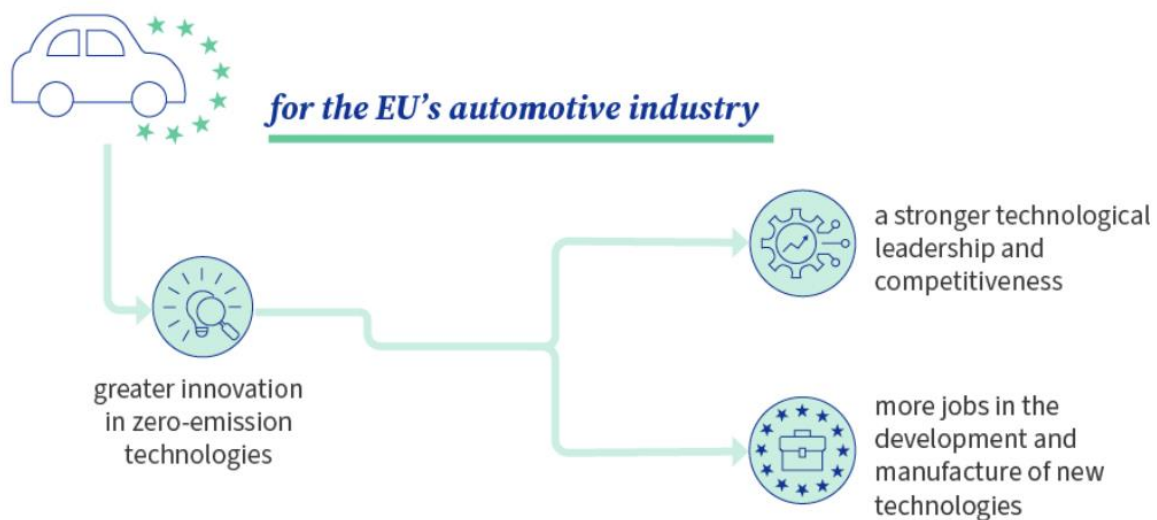 for the EU’s automotive industry
greater innovation
in zero-emission
technologies
a stronger technological
leadership and
competitiveness
more jobs in the
development and
manufacture of new
technologies